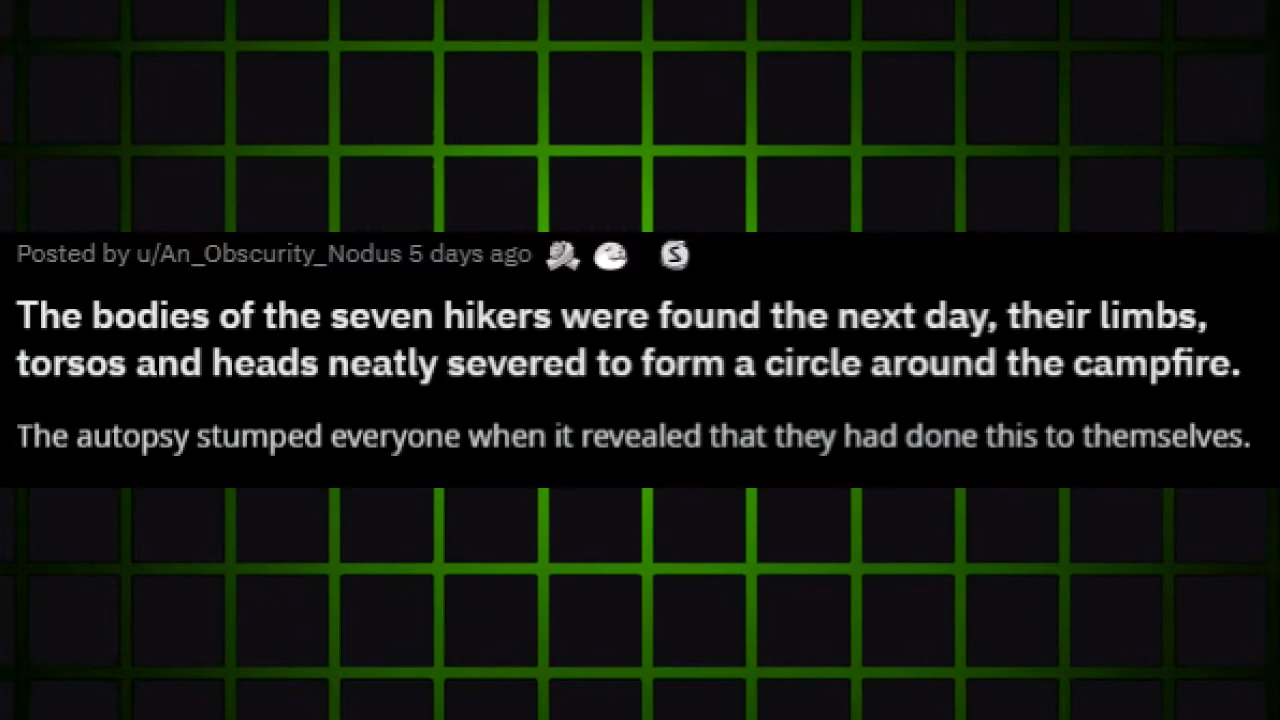 Posted by u/An_Obscurity_Nodus 5 days ago
The bodies of the seven hikers were found the next day, their limbs,
torsos and heads neatly severed to form a circle around the campfire.
The autopsy stumped everyone when it revealed that they had done this to themselves.